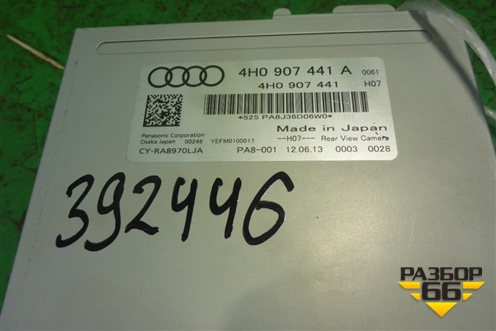 4H0 907 441 A 0061
4H0 907 441 H07
*525 PA8J36D06W0*
Made in Japan
Panasonic Corporation
Osaka Japan 00248 YEFM0100017
--H07--- Rear View Camera
CY-RA8970LJA PA8-001 12.06.13 0003 0028
392446
РАЗБОР
66